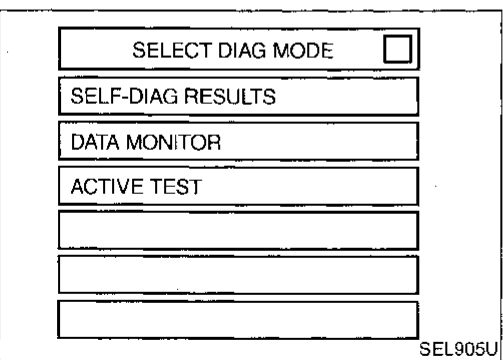 SELECT DIAG MODE
SELF-DIAG RESULTS
DATA MONITOR
ACTIVE TEST
SEL905U